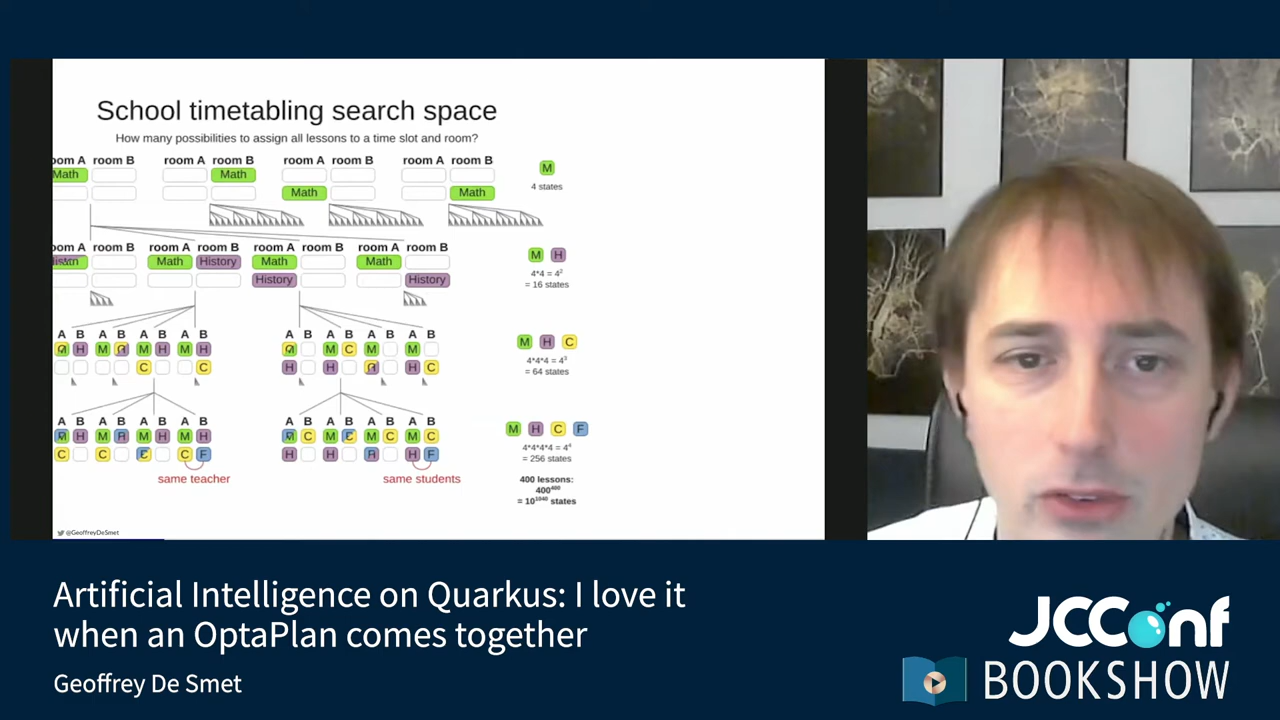 School timetabling search space
How many possibilities to assign all lessons to a time slot and room?
oom A room B room A room B room A room B room A room B
Math Math M
Math Math 4 states
oom A room B room A room B room A room B room A room B
Math History Math Math M H
History History 4*4 = 4²
= 16 states
A B A B A B A B A B A B A B A B
M H C
4*4*4 = 4³
= 64 states
A B A B A B A B A B A B A B A B
M H C F
4*4*4*4 = 4⁴
= 256 states
same teacher same students
400 lessons:
400⁴⁰⁰
= 10¹⁰⁴⁰ states
@GeoffreyDeSmet
Artificial Intelligence on Quarkus: I love it
when an OptaPlan comes together
Geoffrey De Smet
JCConf
BOOKSHOW